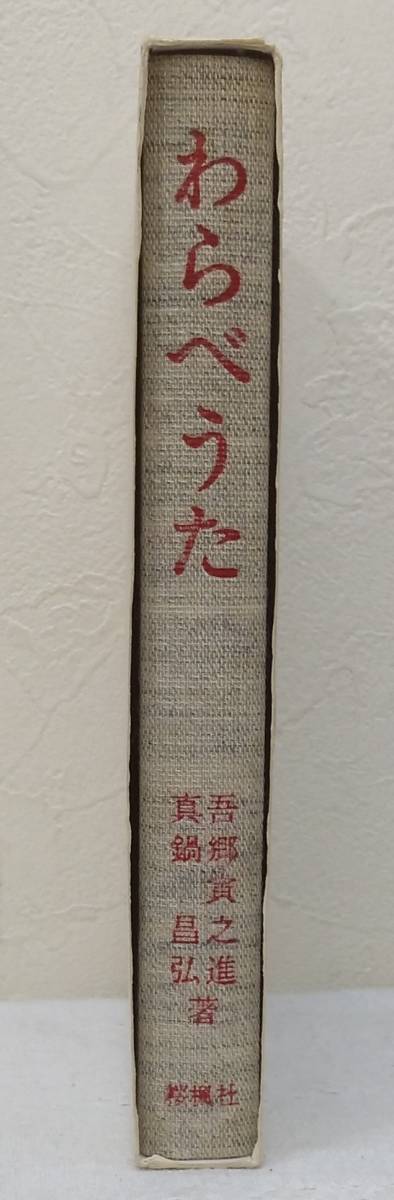 わらべうた
吾郷寅之進
真鍋昌弘
著
桜楓社